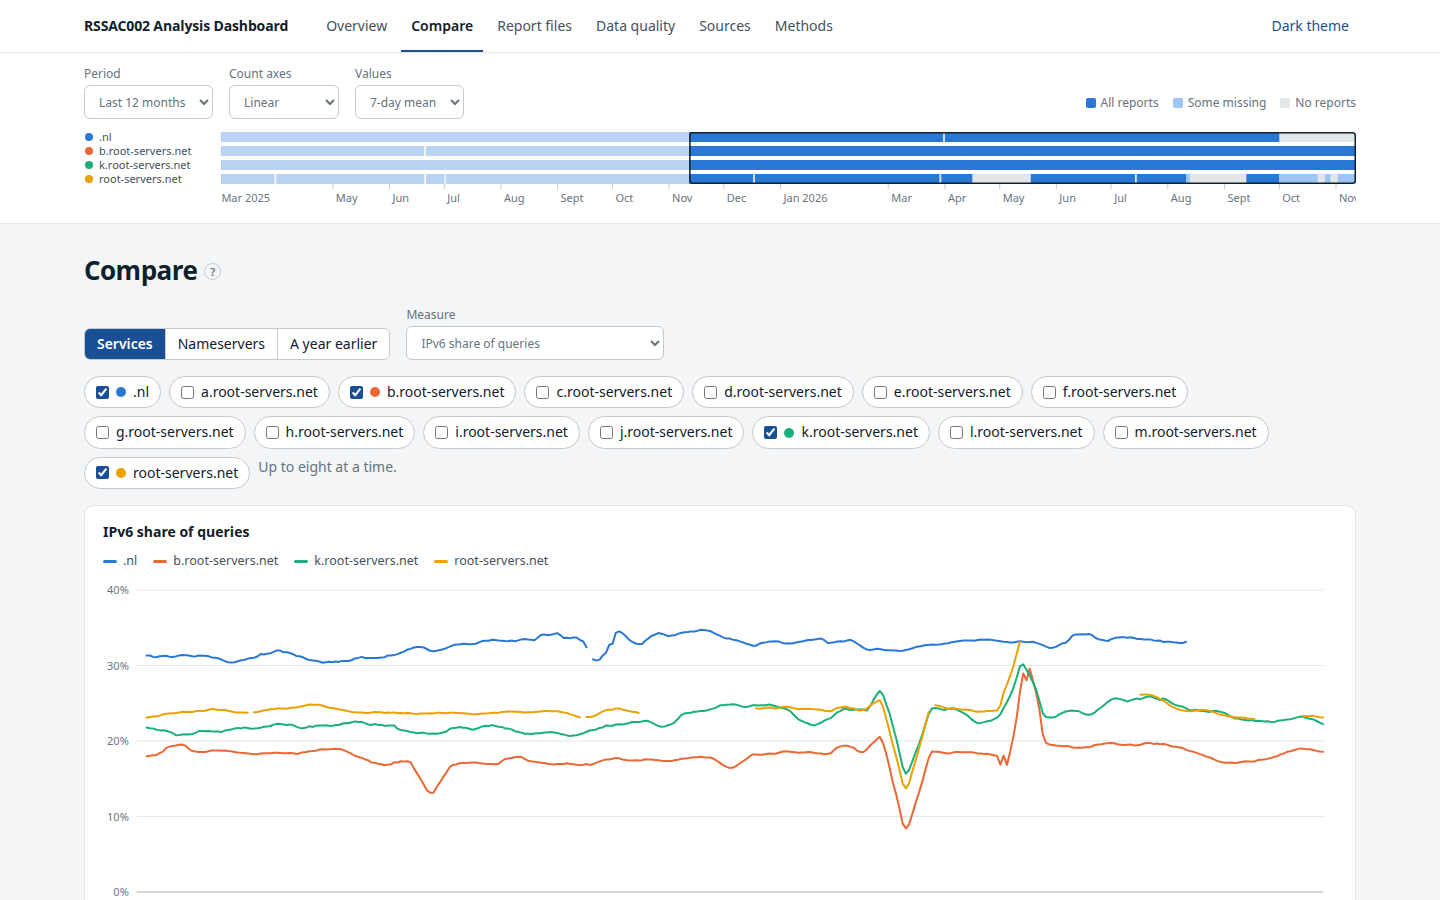 RSSAC002 Analysis Dashboard Overview Compare Report files Data quality Sources Methods Dark theme
Period Count axes Values
Last 12 months Linear 7-day mean All reports Some missing No reports
.nl
b.root-servers.net
k.root-servers.net
root-servers.net
Mar 2025 May Jun Jul Aug Sept Oct Nov Dec Jan 2026 Mar Apr May Jun Jul Aug Sept Oct Nov
Compare ?
Measure
Services Nameservers A year earlier IPv6 share of queries
.nl a.root-servers.net b.root-servers.net c.root-servers.net d.root-servers.net e.root-servers.net f.root-servers.net
g.root-servers.net h.root-servers.net i.root-servers.net j.root-servers.net k.root-servers.net l.root-servers.net m.root-servers.net
root-servers.net Up to eight at a time.
IPv6 share of queries
.nl b.root-servers.net k.root-servers.net root-servers.net
40%
30%
20%
10%
0%